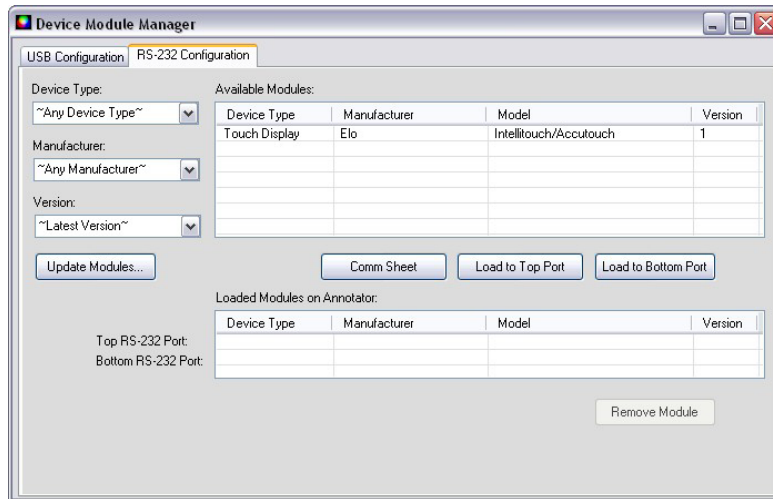 Device Module Manager
USB Configuration RS-232 Configuration
Device Type:
~Any Device Type~
Manufacturer:
~Any Manufacturer~
Version:
~Latest Version~
Update Modules...
Available Modules:
Device Type Manufacturer Model Version
Touch Display Elo Intellitouch/Accutouch 1
Comm Sheet Load to Top Port Load to Bottom Port
Loaded Modules on Annotator:
Device Type Manufacturer Model Version
Top RS-232 Port:
Bottom RS-232 Port:
Remove Module